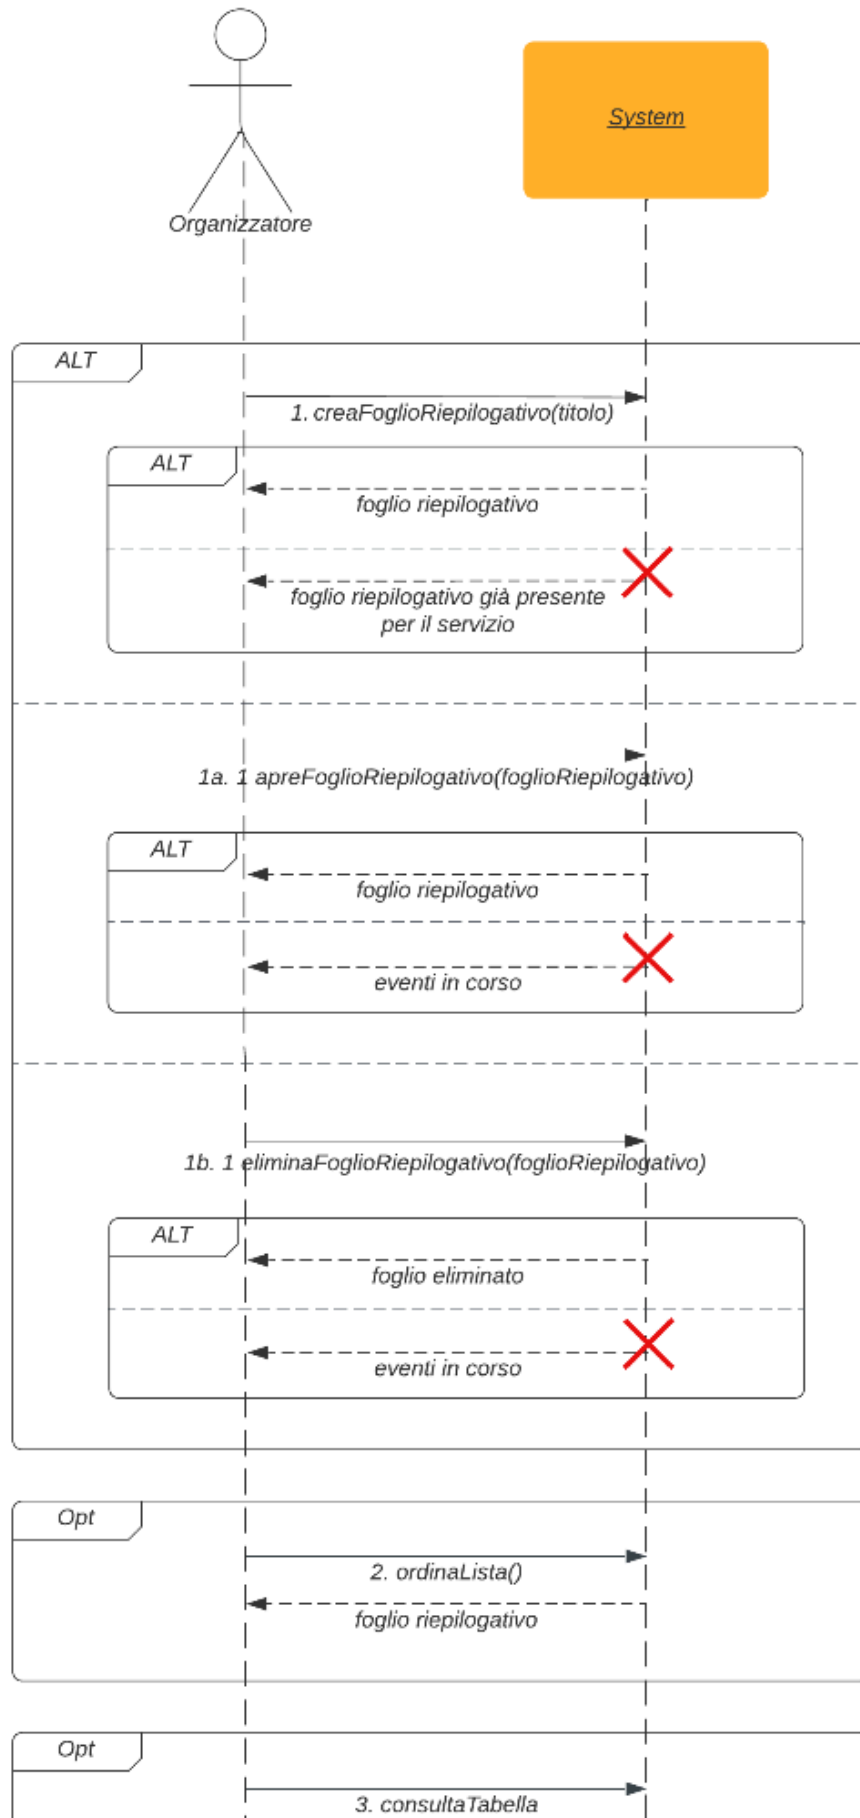 System
Organizzatore
ALT
1. creaFoglioRiepilogativo(titolo)
ALT
foglio riepilogativo
foglio riepilogativo già presente
per il servizio
1a. 1 apreFoglioRiepilogativo(foglioRiepilogativo)
ALT
foglio riepilogativo
eventi in corso
1b. 1 eliminaFoglioRiepilogativo(foglioRiepilogativo)
ALT
foglio eliminato
eventi in corso
Opt
2. ordinaLista()
foglio riepilogativo
Opt
3. consultaTabella